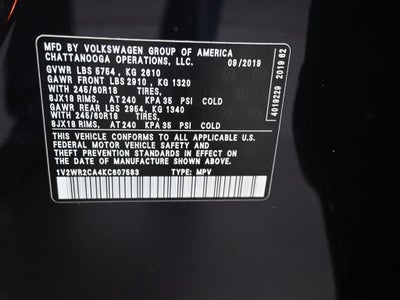 MFD BY VOLKSWAGEN GROUP OF AMERICA
CHATTANOOGA OPERATIONS, LLC. 09/2019
GVWR LBS 5754 , KG 2610
GAWR FRONT LBS 2910 , KG 1320
WITH 245/60R18 TIRES,
8JX18 RIMS, AT 240 KPA 35 PSI COLD
GAWR REAR LBS 2954, KG 1340
WITH 245/60R18 TIRES,
8JX18 RIMS, AT 240 KPA 35 PSI COLD
THIS VEHICLE CONFORMS TO ALL APPLICABLE U.S.
FEDERAL MOTOR VEHICLE SAFETY AND
THEFT PREVENTION STANDARDS IN EFFECT ON
THE DATE OF MANUFACTURE SHOWN ABOVE
1V2WR2CA4KC607583 TYPE: MPV
4019229 2019 62